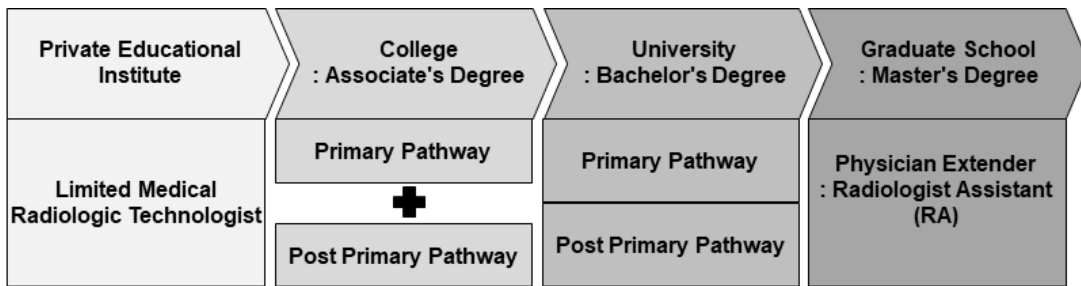 Private Educational
Institute
College
: Associate's Degree
University
: Bachelor's Degree
Graduate School
: Master's Degree
Limited Medical
Radiologic Technologist
Primary Pathway
Post Primary Pathway
Primary Pathway
Post Primary Pathway
Physician Extender
: Radiologist Assistant
(RA)